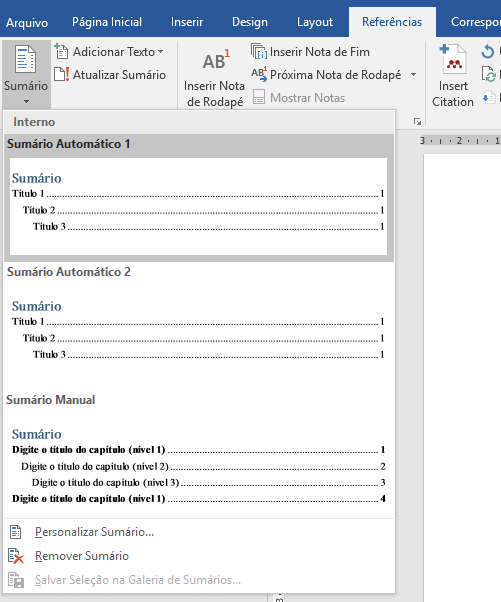 Arquivo Página Inicial Inserir Design Layout Referências Correspon
Sumário
Adicionar Texto
Atualizar Sumário
AB1
Inserir Nota
de Rodapé
Inserir Nota de Fim
AB1 Próxima Nota de Rodapé
Mostrar Notas
Insert
Citation
3 2 1
Interno
Sumário Automático 1
Sumário
Título 1 1
Título 2 1
Título 3 1
Sumário Automático 2
Sumário
Título 1 1
Título 2 1
Título 3 1
Sumário Manual
Sumário
Digite o título do capítulo (nível 1) 1
Digite o título do capítulo (nível 2) 2
Digite o título do capítulo (nível 3) 3
Digite o título do capítulo (nível 1) 4
Personalizar Sumário...
Remover Sumário
Salvar Seleção na Galeria de Sumários...